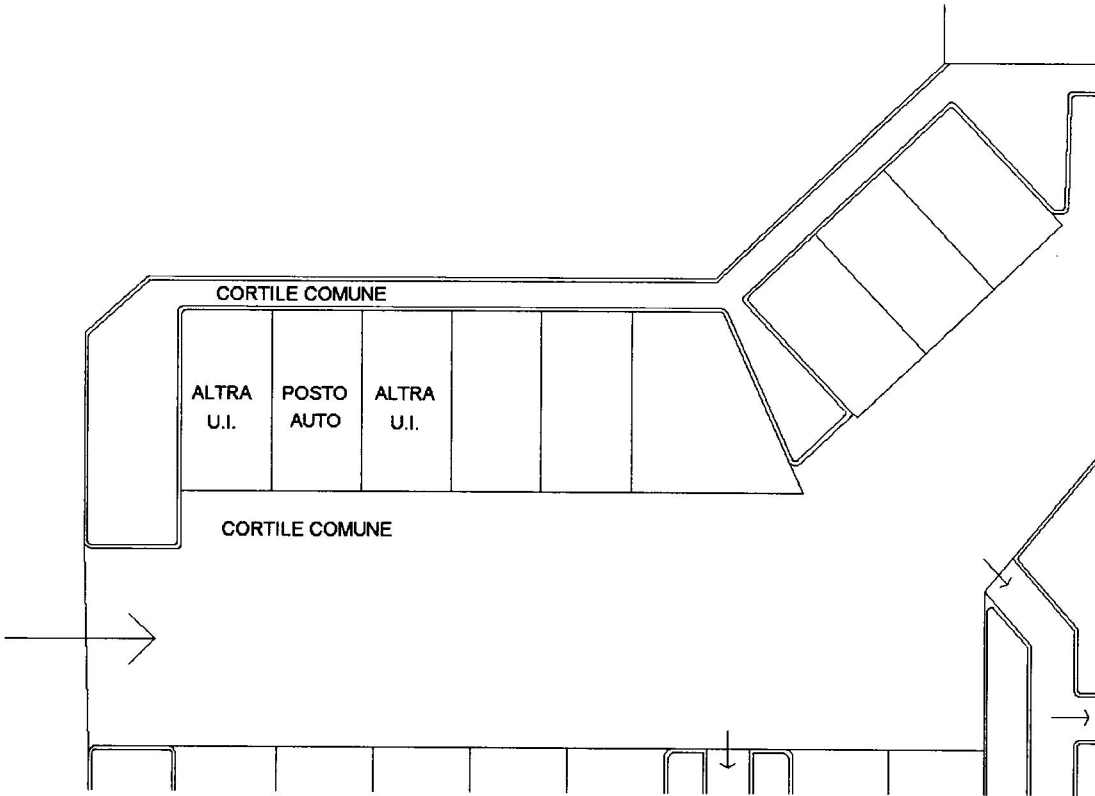 CORTILE COMUNE
ALTRA
U.I.
POSTO
AUTO
ALTRA
U.I.
CORTILE COMUNE